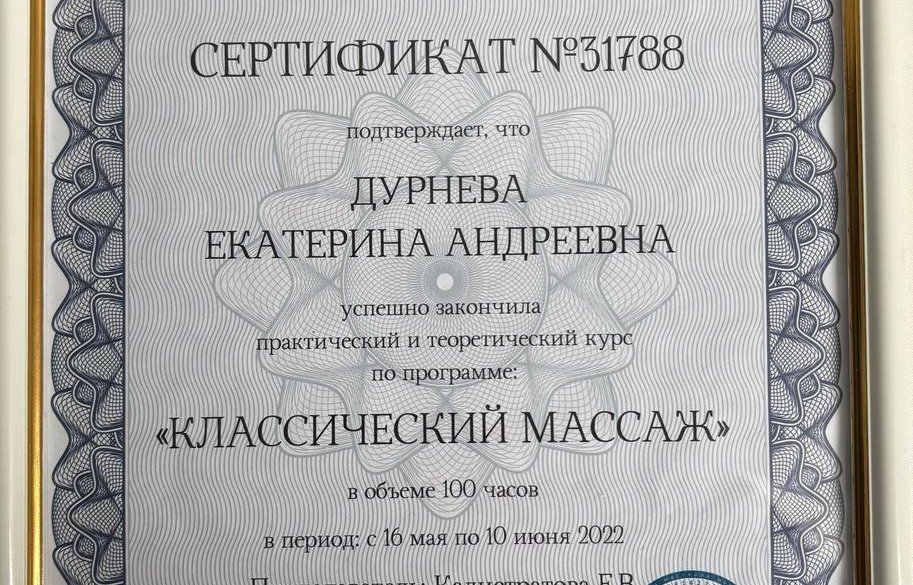 СЕРТИФИКАТ №31788
подтверждает, что
ДУРНЕВА
ЕКАТЕРИНА АНДРЕЕВНА
успешно закончила
практический и теоретический курс
по программе:
«КЛАССИЧЕСКИЙ МАССАЖ»
в объеме 100 часов
в период: с 16 мая по 10 июня 2022
Калистратова Е.В.